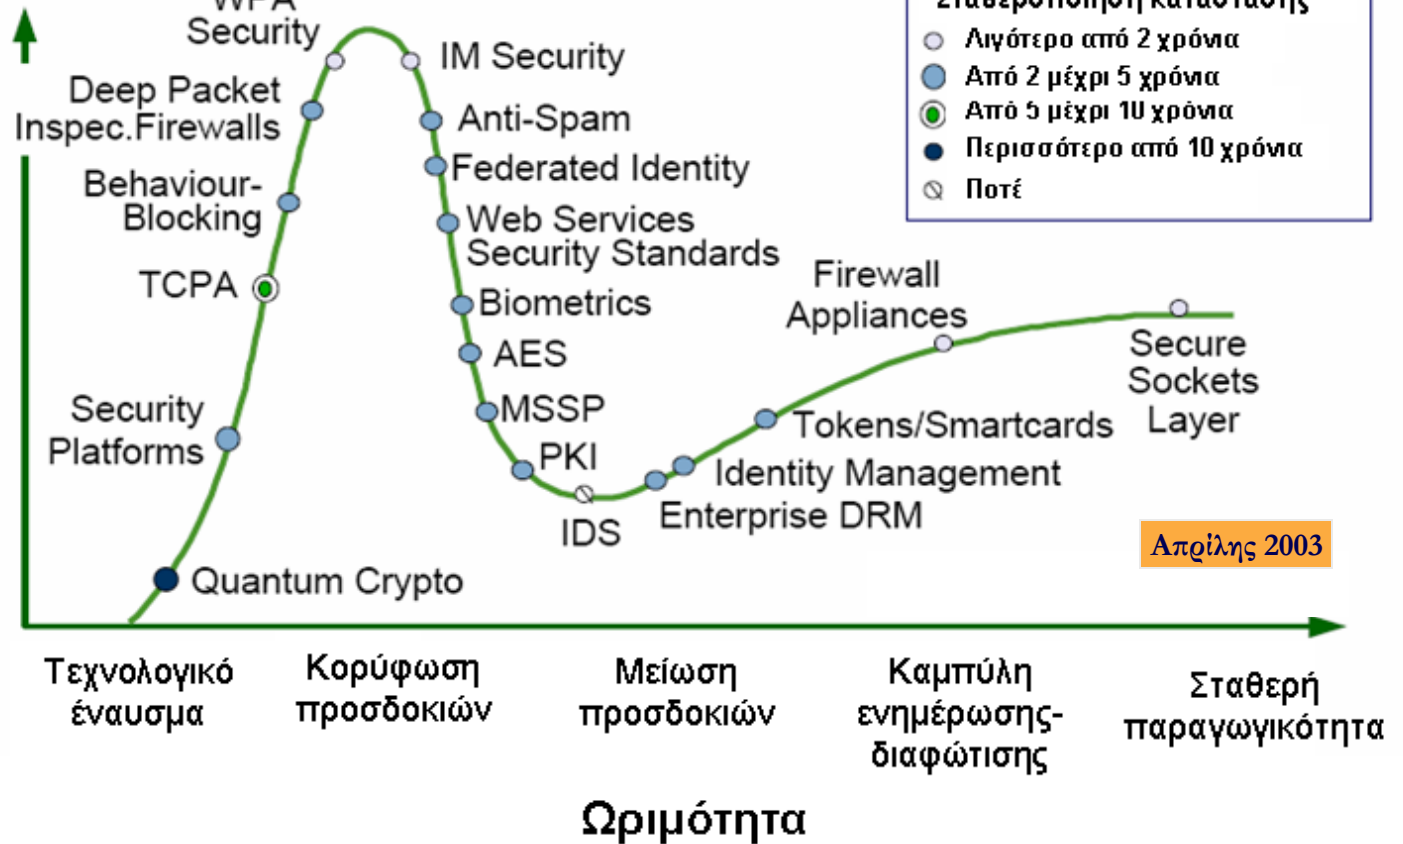 WPA
Security
IM Security
Deep Packet
Inspec.Firewalls
Anti-Spam
Federated Identity
Behaviour-
Blocking
Web Services
Security Standards
TCPA
Biometrics
AES
Security
Platforms
MSSP
PKI
IDS
Quantum Crypto
Enterprise DRM
Identity Management
Tokens/Smartcards
Firewall
Appliances
Secure
Sockets
Layer
Σταθεροποίηση κατάστασης
Λιγότερο από 2 χρόνια
Από 2 μέχρι 5 χρόνια
Από 5 μέχρι 10 χρόνια
Περισσότερο από 10 χρόνια
Ποτέ
Απρίλης 2003
Τεχνολογικό
έναυσμα
Κορύφωση
προσδοκιών
Μείωση
προσδοκιών
Καμπύλη
ενημέρωσης-
διαφώτισης
Σταθερή
παραγωγικότητα
Ωριμότητα